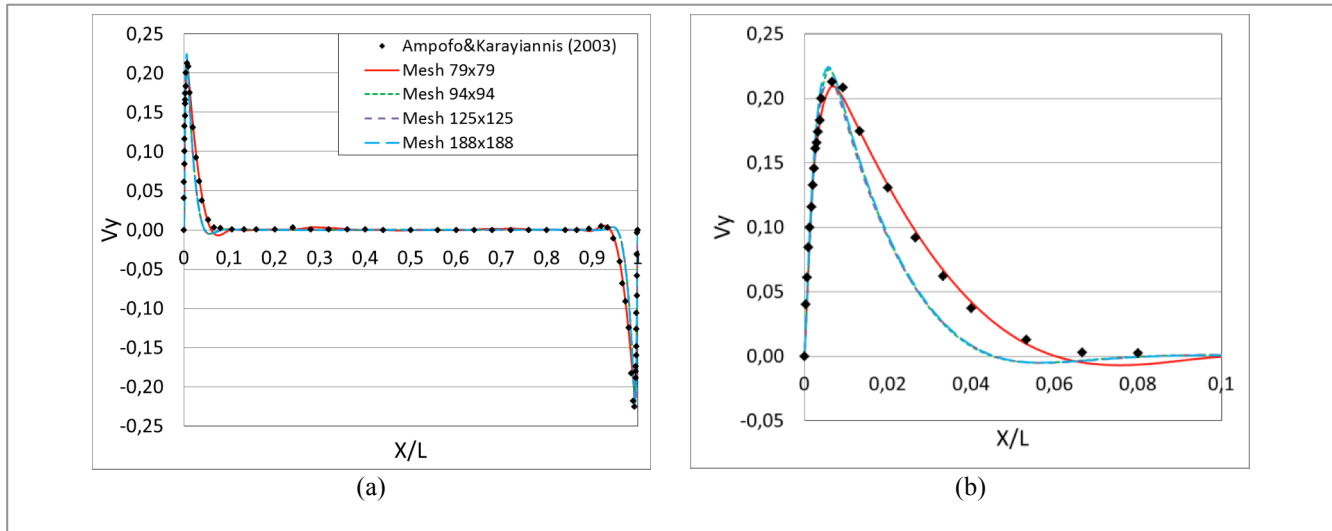 0,25
0,20
0,15
0,10
0,05
0,00
-0,05
-0,10
-0,15
-0,20
-0,25
Vy
0 0,1 0,2 0,3 0,4 0,5 0,6 0,7 0,8 0,9 1
X/L
Ampofo&Karayiannis (2003)
Mesh 79x79
Mesh 94x94
Mesh 125x125
Mesh 188x188
(a)
0,25
0,20
0,15
0,10
0,05
0,00
-0,05
Vy
0 0,02 0,04 0,06 0,08 0,1
X/L
(b)